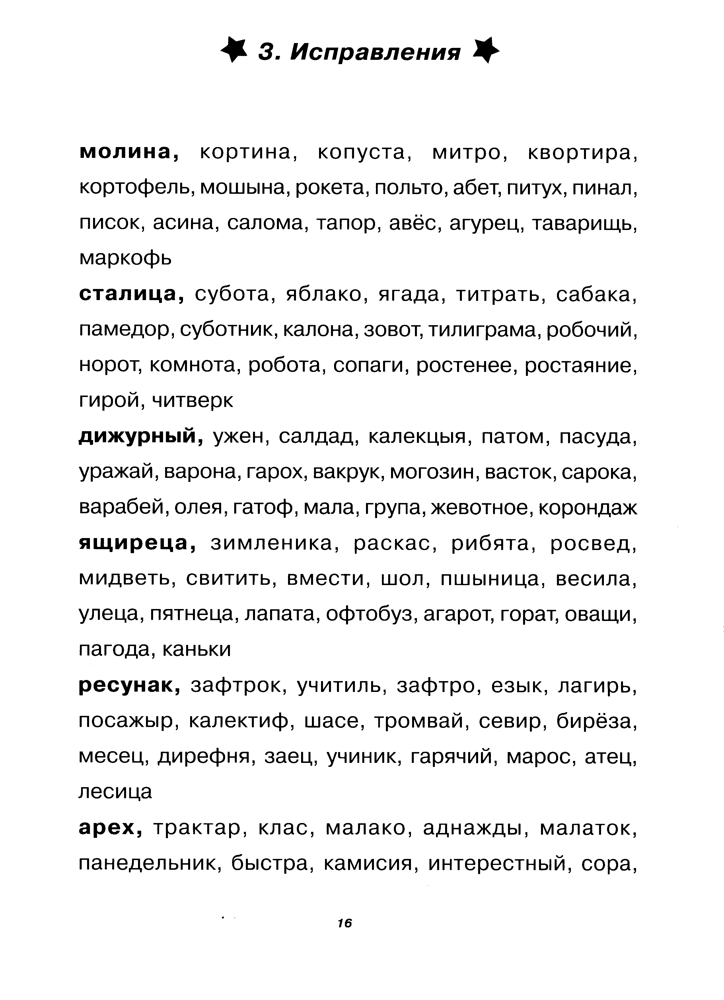 3. Исправления
молина, кортина, копуста, митро, квортира,
кортофель, мошына, рокета, польто, абет, питух, пинал,
писок, асина, салома, тапор, авёс, агурец, таварищь,
маркофь
сталица, субота, яблако, ягада, титрать, сабака,
памедор, суботник, калона, зовот, тилиграма, робочий,
норот, комнота, робота, сопаги, ростенее, ростаяние,
гирой, читверк
дижурный, ужен, салдад, калекцыя, патом, пасуда,
уражай, варона, гарох, вакрук, могозин, васток, сарока,
варабей, олея, гатоф, мала, група, жевотное, корондаж
ящиреца, зимленика, раскас, рибята, росвед,
мидветь, свитить, вмести, шол, пшыница, весила,
улеца, пятнеца, лапата, офтобуз, агарот, горат, оващи,
пагода, каньки
ресунак, зафтрок, учитиль, зафтро, езык, лагирь,
посажыр, калектиф, шасе, тромвай, севир, бирёза,
месец, дирефня, заец, учиник, гарячий, марос, атец,
лесица
арех, трактар, клас, малако, аднажды, малаток,
панедельник, быстра, камисия, интерестный, сора,
16